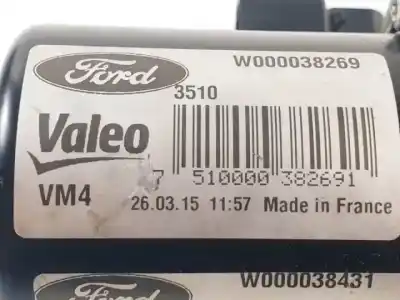 Ford
W000038269
3510
Valeo
7 510000 382691
VM4
26.03.15 11:57 Made in France
Ford
W000038431